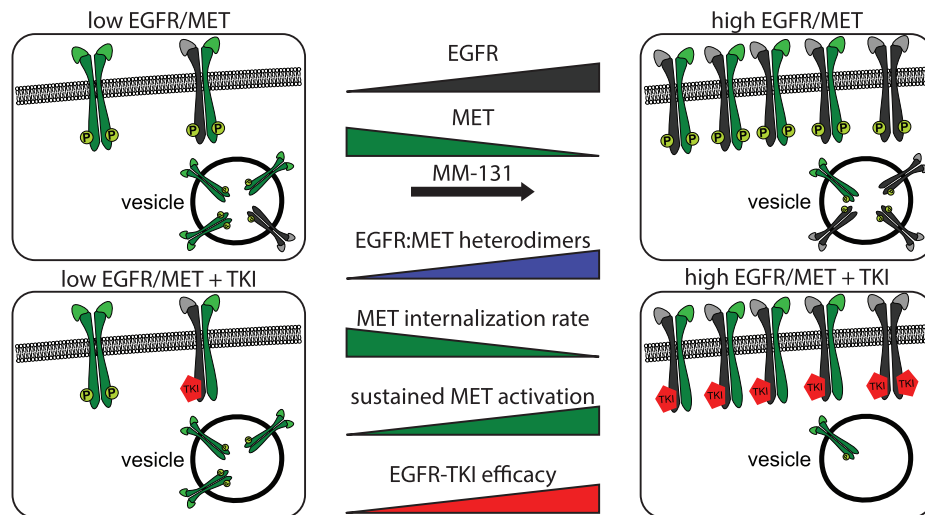 low EGFR/MET
P P P P
vesicle
low EGFR/MET + TKI
P P TKI
vesicle
EGFR
MET
MM-131
EGFR:MET heterodimers
MET internalization rate
sustained MET activation
EGFR-TKI efficacy
high EGFR/MET
P P P P P P P P P P
vesicle
high EGFR/MET + TKI
TKI TKI TKI TKI TKI TKI
vesicle